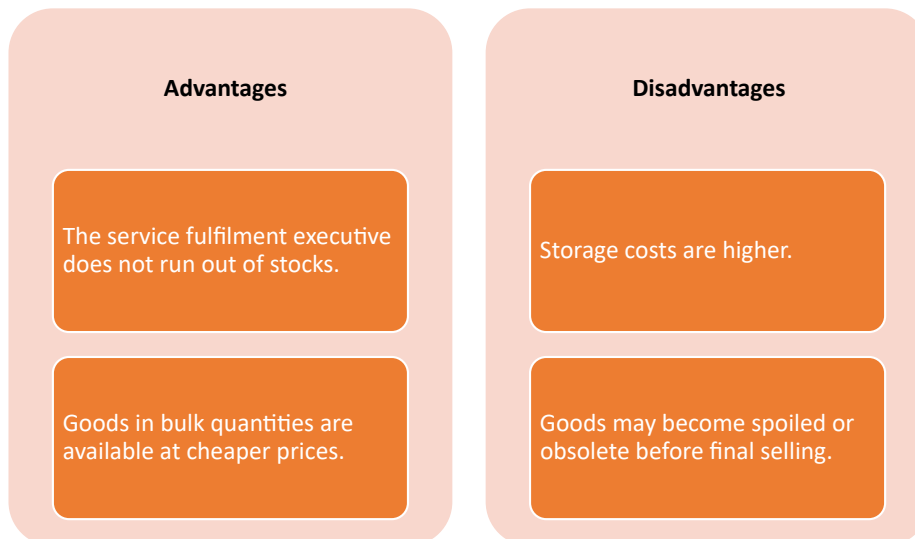 Advantages
The service fulfilment executive
does not run out of stocks.
Goods in bulk quantities are
available at cheaper prices.
Disadvantages
Storage costs are higher.
Goods may become spoiled or
obsolete before final selling.